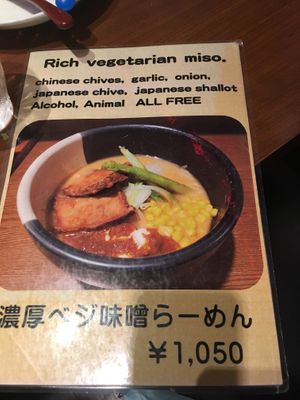 Rich vegetarian miso.
chinese chives, garlic, onion,
japanese chive, japanese shallot
Alcohol, Animal ALL FREE
濃厚ベジ味噌らーめん
￥1,050